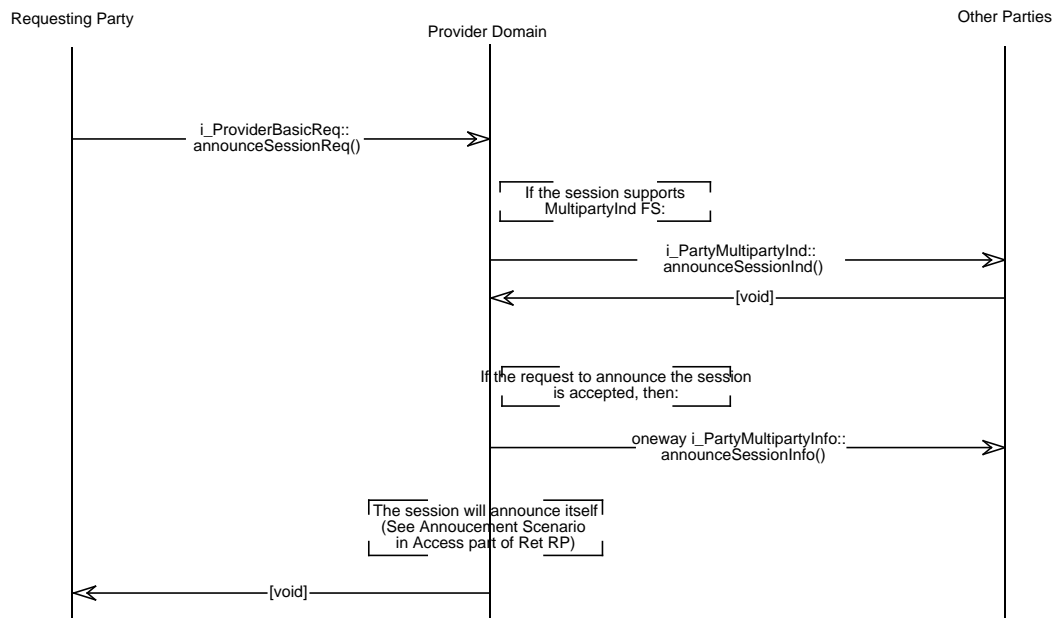 Requesting Party
Provider Domain
Other Parties
i_ProviderBasicReq::
announceSessionReq()
If the session supports
MultipartyInd FS:
i_PartyMultipartyInd::
announceSessionInd()
[void]
If the request to announce the session
is accepted, then:
oneway i_PartyMultipartyInfo::
announceSessionInfo()
The session will announce itself
(See Annoucement Scenario
in Access part of Ret RP)
[void]